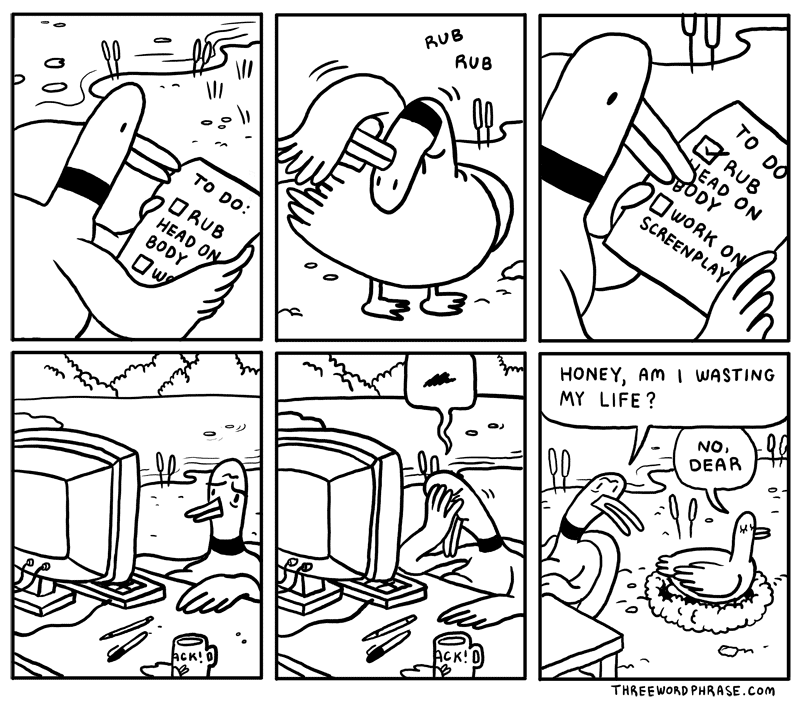 TO DO:
RUB
HEAD ON
BODY
WO
RUB
RUB
TO DO
RUB
HEAD ON
BODY
WORK ON
SCREENPLAY
ACK!
ACK!
HONEY, AM I WASTING
MY LIFE?
NO,
DEAR
THREEWORDPHRASE.COM